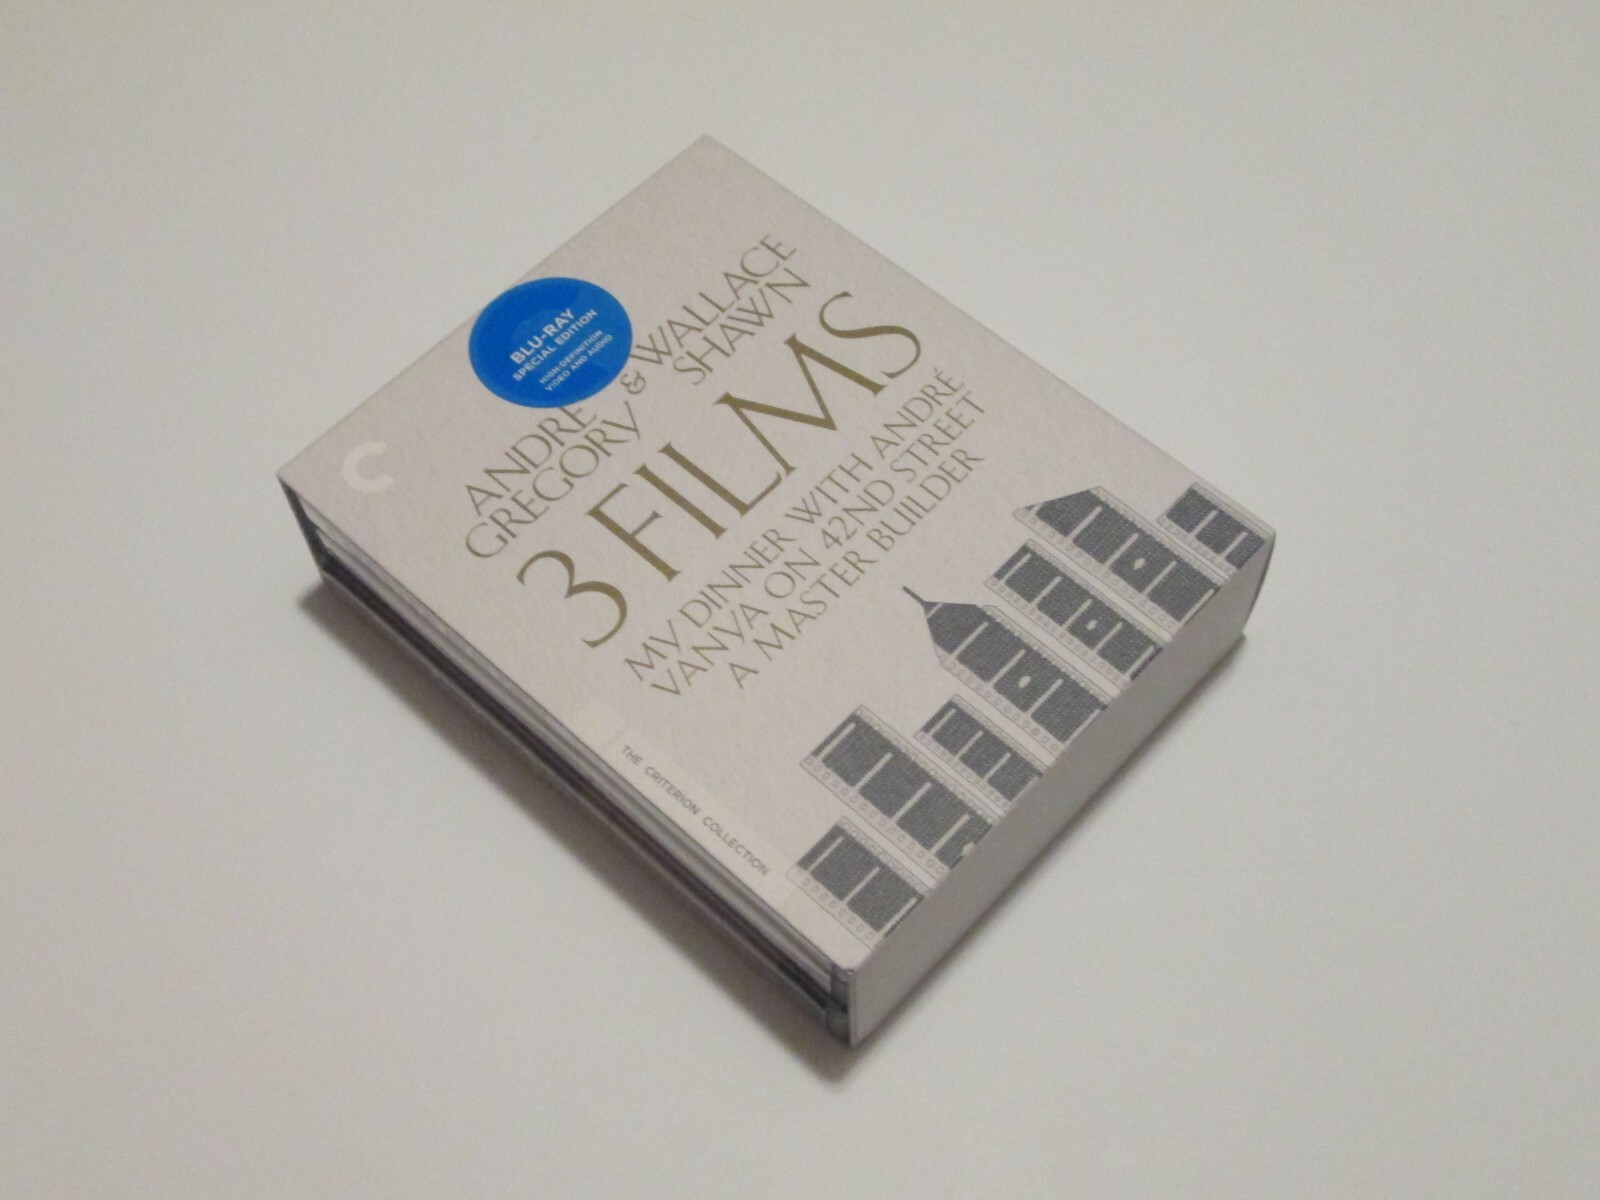 BLU-RAY
SPECIAL EDITION
HIGH-DEFINITION
VIDEO AND AUDIO
ANDRÉ
GREGORY
&
WALLACE
SHAWN
3 FILMS
MY DINNER WITH ANDRÉ
VANYA ON 42ND STREET
A MASTER BUILDER
THE CRITERION COLLECTION